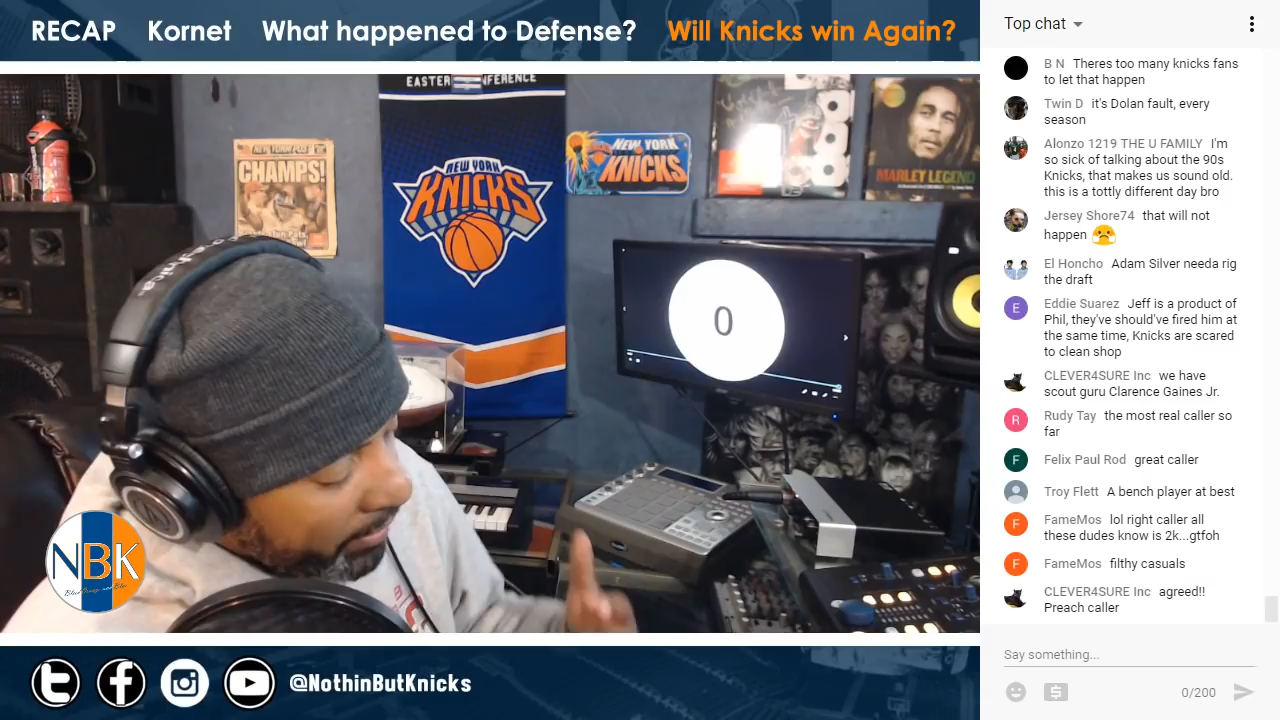 RECAP Kornet What happened to Defense? Will Knicks win Again?
EASTER NFERENCE
NEW YORK POST
CHAMPS!
NEW YORK
KNICKS
NEW YORK
KNICKS
MARLEY LEGEND
0
NBK
@NothinButKnicks
Top chat
B N Theres too many knicks fans
to let that happen
Twin D it's Dolan fault, every
season
Alonzo 1219 THE U FAMILY I'm
so sick of talking about the 90s
Knicks, that makes us sound old.
this is a tottly different day bro
Jersey Shore74 that will not
happen 😤
El Honcho Adam Silver needa rig
the draft
E Eddie Suarez Jeff is a product of
Phil, they've should've fired him at
the same time, Knicks are scared
to clean shop
CLEVER4SURE Inc we have
scout guru Clarence Gaines Jr.
R Rudy Tay the most real caller so
far
F Felix Paul Rod great caller
Troy Flett A bench player at best
F FameMos lol right caller all
these dudes know is 2k...gtfoh
F FameMos filthy casuals
CLEVER4SURE Inc agreed!!
Preach caller
Say something...
0/200